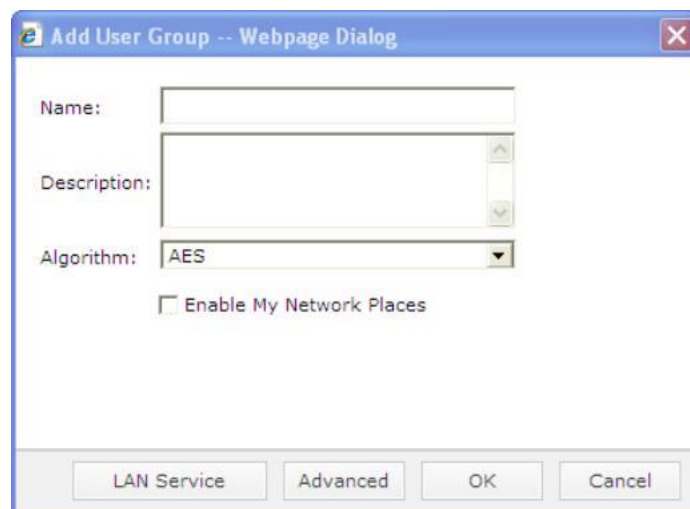 Add User Group -- Webpage Dialog
Name:
Description:
Algorithm: AES
Enable My Network Places
LAN Service Advanced OK Cancel